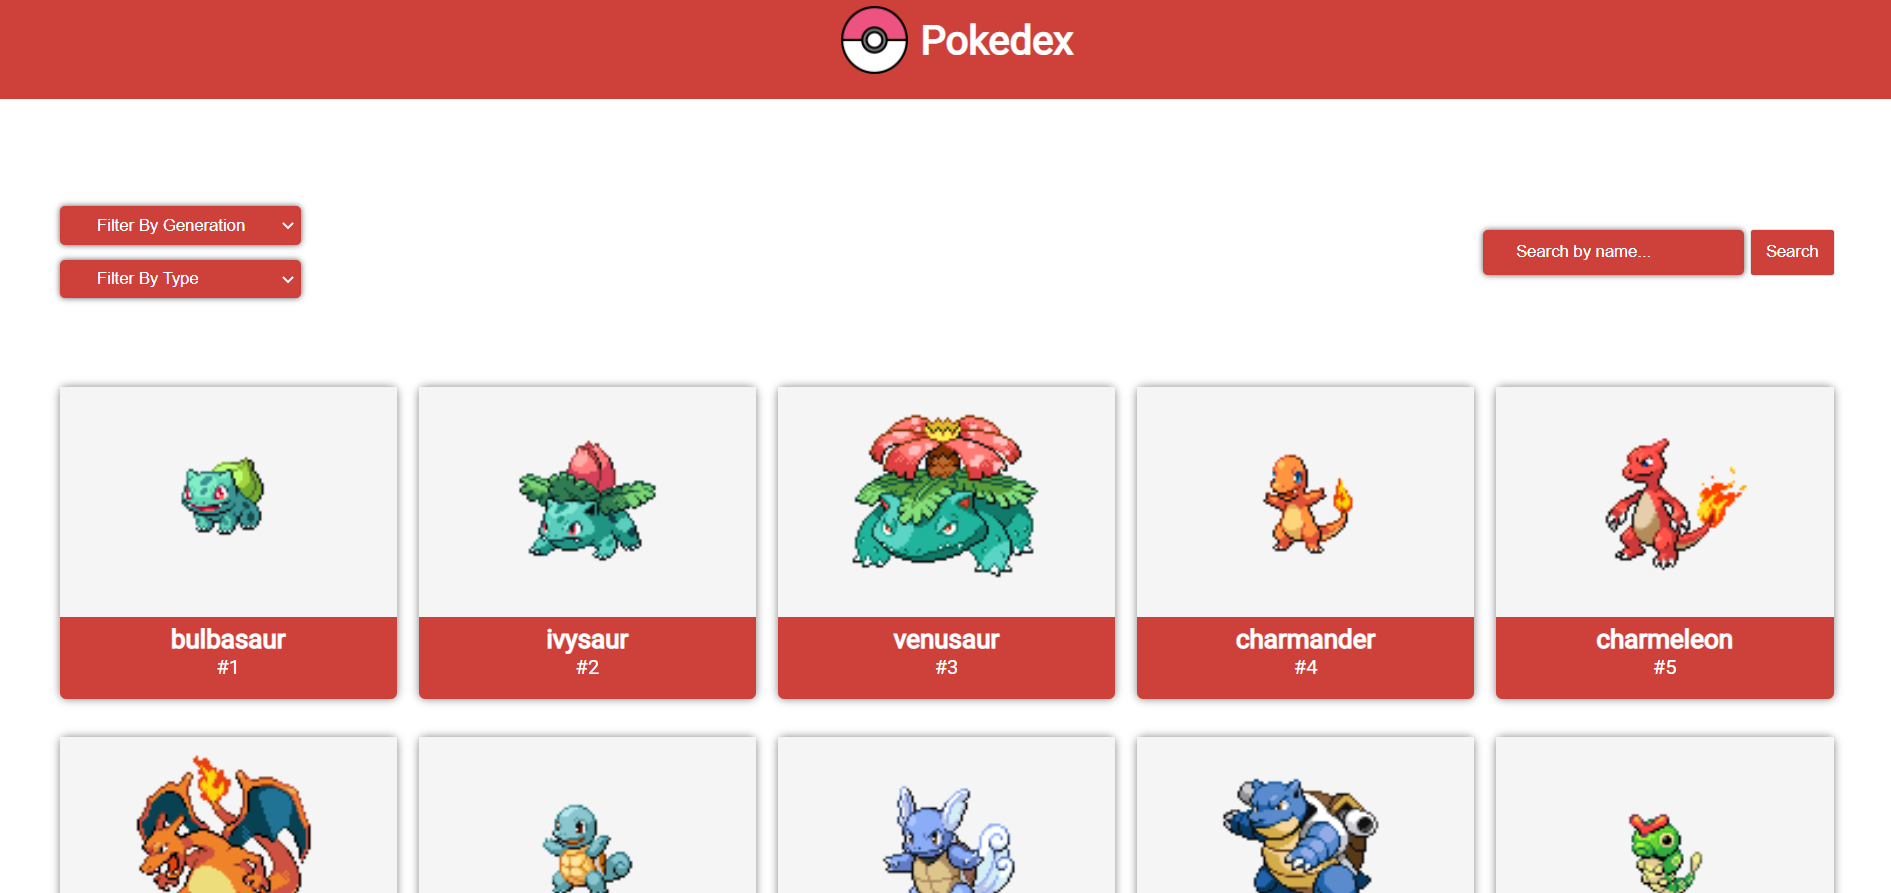 Pokedex
Filter By Generation
Filter By Type
Search by name...
Search
bulbasaur
#1
ivysaur
#2
venusaur
#3
charmander
#4
charmeleon
#5